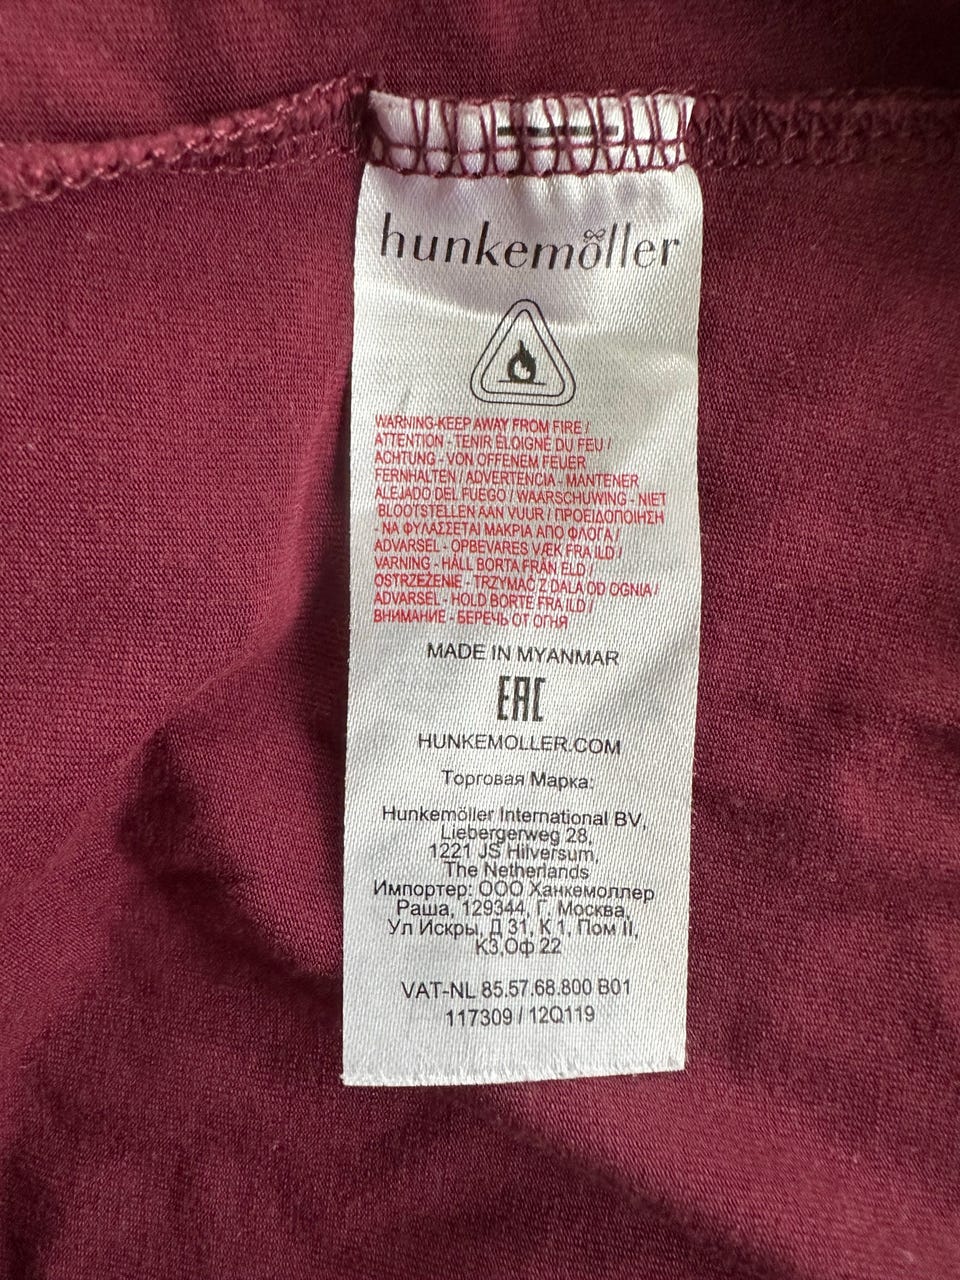 hunkemöller
WARNING-KEEP AWAY FROM FIRE /
ATTENTION - TENIR ÉLOIGNÉ DU FEU /
ACHTUNG - VON OFFENEM FEUER
FERNHALTEN / ADVERTENCIA - MANTENER
ALEJADO DEL FUEGO / WAARSCHUWING - NIET
BLOOTSTELLEN AAN VUUR / ΠΡΟΕΙΔΟΠΟΙΗΣΗ
- ΝΑ ΦΥΛΑΣΣΕΤΑΙ ΜΑΚΡΙΑ ΑΠΟ ΦΛΟΓΑ /
ADVARSEL - OPBEVARES VÆK FRA ILD /
VARNING - HÅLL BORTA FRÅN ELD /
OSTRZEŻENIE - TRZYMAĆ Z DALA OD OGNIA /
ADVARSEL - HOLD BORTE FRA ILD /
ВНИМАНИЕ - БЕРЕЧЬ ОТ ОГНЯ
MADE IN MYANMAR
EAC
HUNKEMOLLER.COM
Торговая Марка:
Hunkemöller International BV,
Liebergerweg 28,
1221 JS Hilversum,
The Netherlands
Импортер: ООО Ханкемоллер
Раша, 129344, Г. Москва,
Ул Искры, Д 31, К 1, Пом II,
К3,Оф 22
VAT-NL 85.57.68.800 B01
117309 / 12Q119